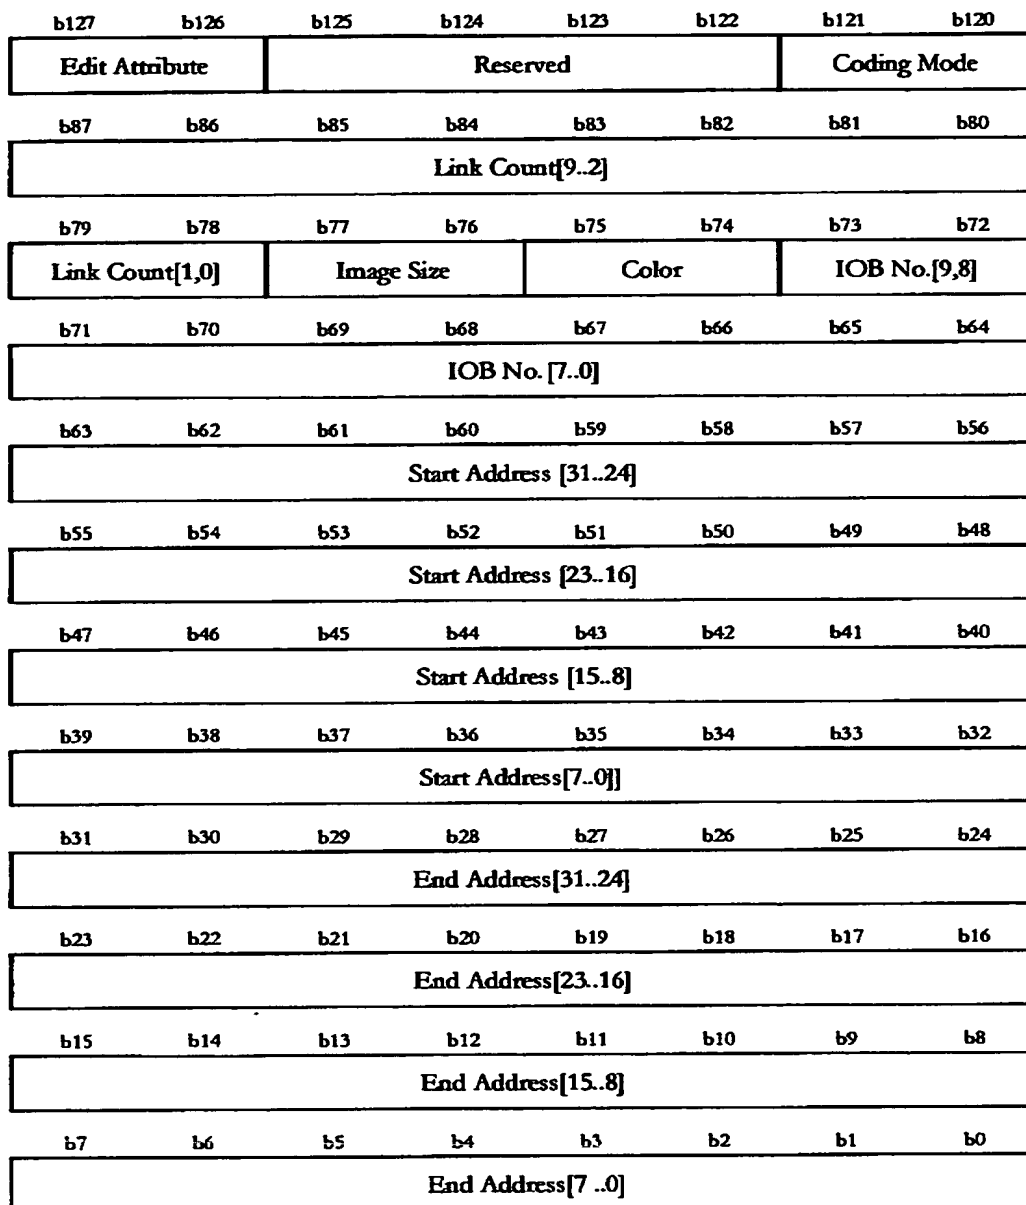 b127 b126 b125 b124 b123 b122 b121 b120
Edit Attribute Reserved Coding Mode
b87 b86 b85 b84 b83 b82 b81 b80
Link Count[9..2]
b79 b78 b77 b76 b75 b74 b73 b72
Link Count[1,0] Image Size Color IOB No.[9,8]
b71 b70 b69 b68 b67 b66 b65 b64
IOB No. [7..0]
b63 b62 b61 b60 b59 b58 b57 b56
Start Address [31..24]
b55 b54 b53 b52 b51 b50 b49 b48
Start Address [23..16]
b47 b46 b45 b44 b43 b42 b41 b40
Start Address [15..8]
b39 b38 b37 b36 b35 b34 b33 b32
Start Address[7..0]]
b31 b30 b29 b28 b27 b26 b25 b24
End Address[31..24]
b23 b22 b21 b20 b19 b18 b17 b16
End Address[23..16]
b15 b14 b13 b12 b11 b10 b9 b8
End Address[15..8]
b7 b6 b5 b4 b3 b2 b1 b0
End Address[7 ..0]